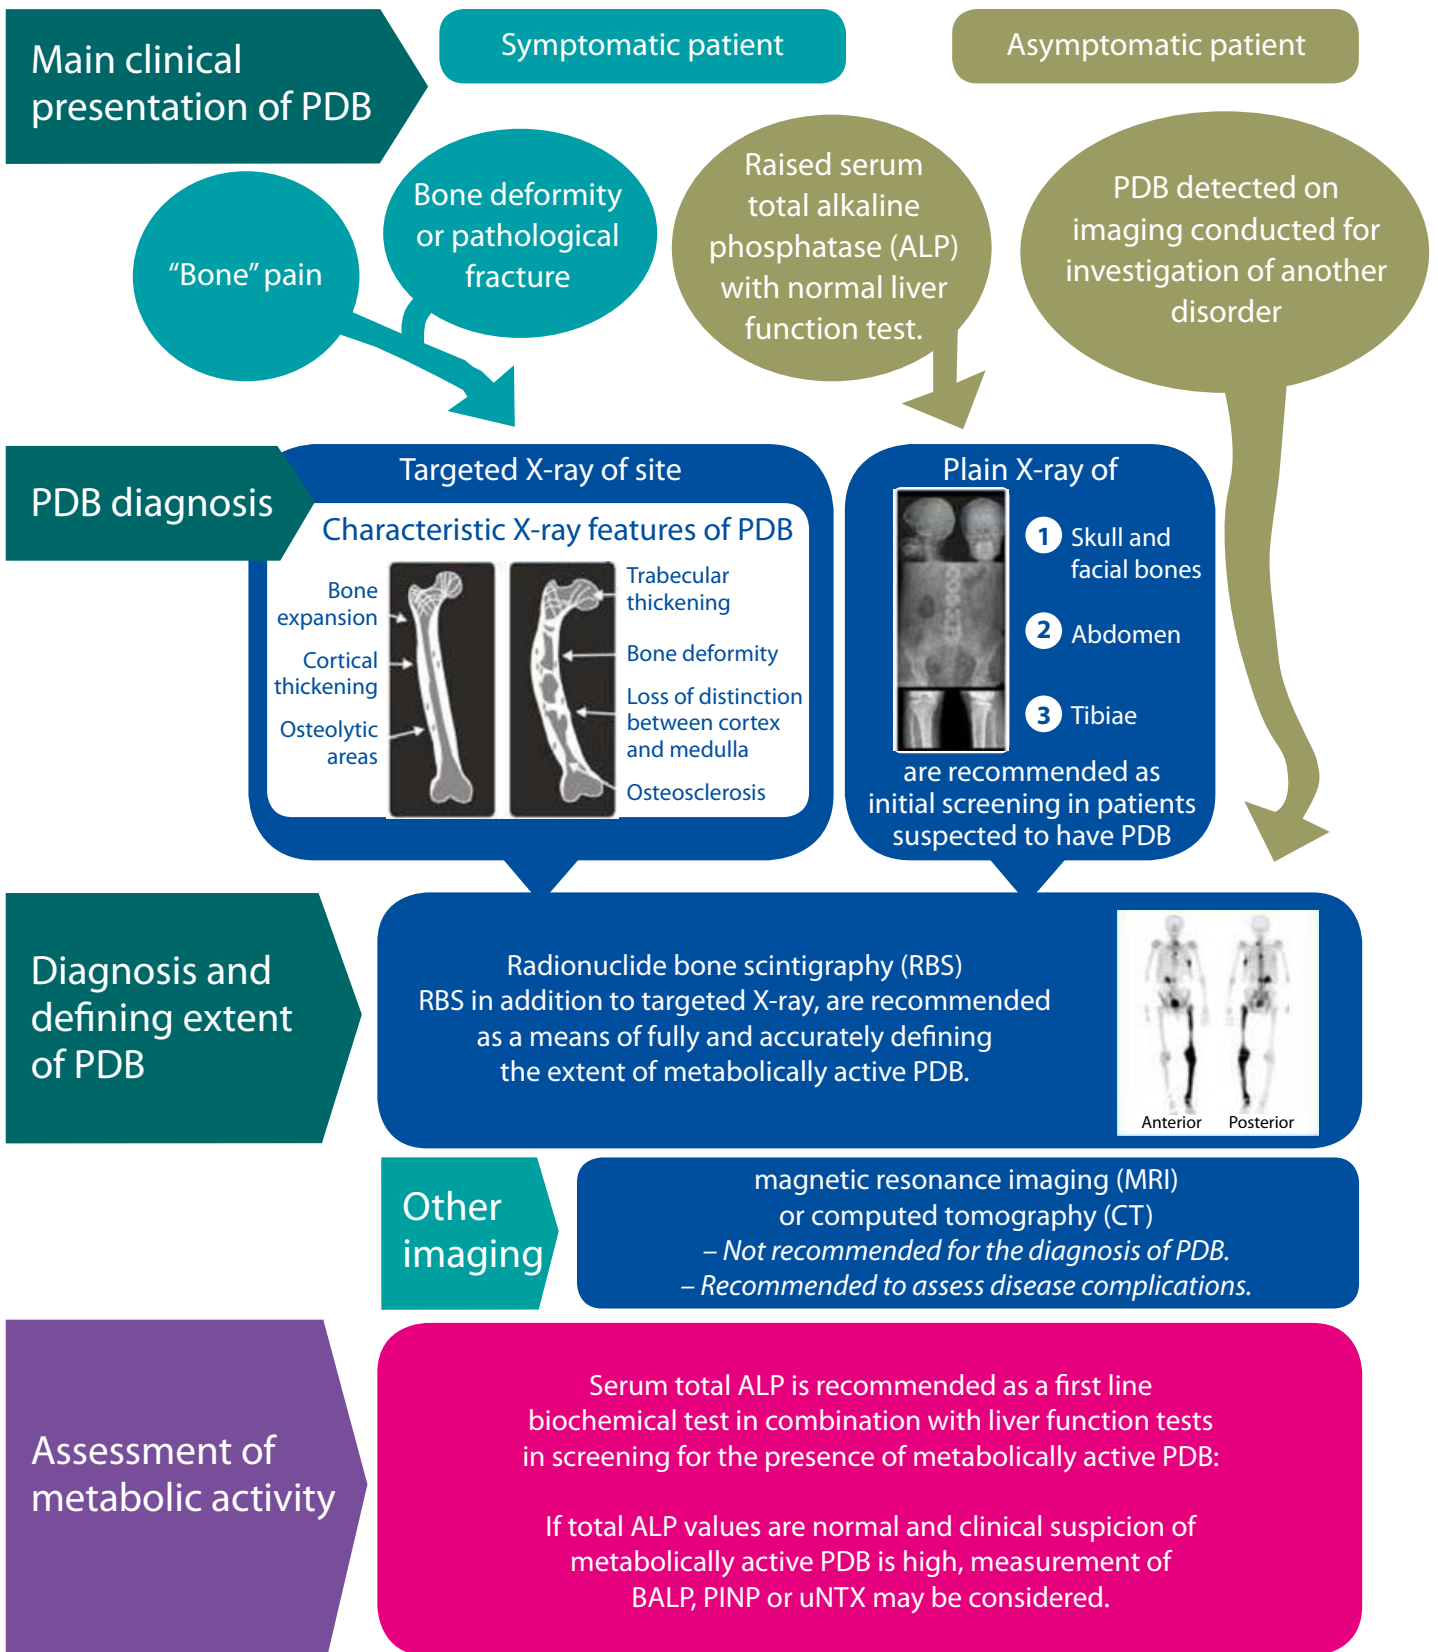 Main clinical
presentation of PDB
Symptomatic patient
Asymptomatic patient
"Bone" pain
Bone deformity
or pathological
fracture
Raised serum
total alkaline
phosphatase (ALP)
with normal liver
function test.
PDB detected on
imaging conducted for
investigation of another
disorder
PDB diagnosis
Targeted X-ray of site
Characteristic X-ray features of PDB
Bone
expansion
Cortical
thickening
Osteolytic
areas
Trabecular
thickening
Bone deformity
Loss of distinction
between cortex
and medulla
Osteosclerosis
Plain X-ray of
1 Skull and
facial bones
2 Abdomen
3 Tibiae
are recommended as
initial screening in patients
suspected to have PDB
Diagnosis and
defining extent
of PDB
Radionuclide bone scintigraphy (RBS)
RBS in addition to targeted X-ray, are recommended
as a means of fully and accurately defining
the extent of metabolically active PDB.
Anterior Posterior
Other
imaging
magnetic resonance imaging (MRI)
or computed tomography (CT)
– Not recommended for the diagnosis of PDB.
– Recommended to assess disease complications.
Assessment of
metabolic activity
Serum total ALP is recommended as a first line
biochemical test in combination with liver function tests
in screening for the presence of metabolically active PDB:
If total ALP values are normal and clinical suspicion of
metabolically active PDB is high, measurement of
BALP, PINP or uNTX may be considered.